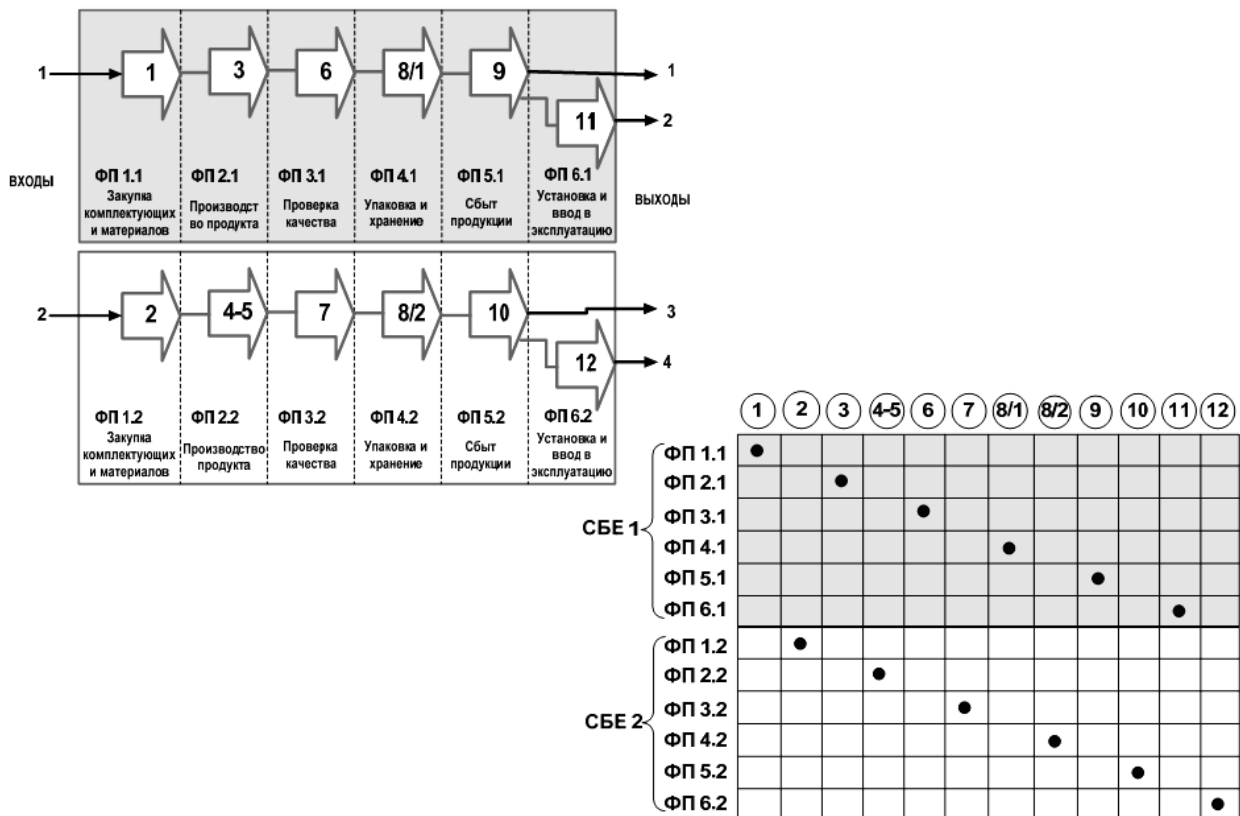 1 1 3 6 8/1 9 1
11 2
ВХОДЫ
ФП 1.1 ФП 2.1 ФП 3.1 ФП 4.1 ФП 5.1 ФП 6.1
Закупка
комплектующих
и материалов
Производст
во продукта
Проверка
качества
Упаковка и
хранение
Сбыт
продукции
Установка и
ввод в
эксплуатацию
ВЫХОДЫ
2 2 4-5 7 8/2 10 3
12 4
ФП 1.2 ФП 2.2 ФП 3.2 ФП 4.2 ФП 5.2 ФП 6.2
Закупка
комплектующих
и материалов
Производство
продукта
Проверка
качества
Упаковка и
хранение
Сбыт
продукции
Установка и
ввод в
эксплуатацию
1 2 3 4-5 6 7 8/1 8/2 9 10 11 12
СБЕ 1
ФП 1.1
ФП 2.1
ФП 3.1
ФП 4.1
ФП 5.1
ФП 6.1
СБЕ 2
ФП 1.2
ФП 2.2
ФП 3.2
ФП 4.2
ФП 5.2
ФП 6.2